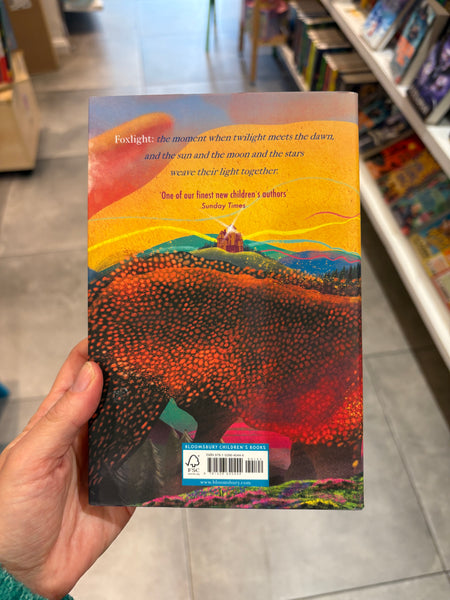 Foxlight: the moment when twilight meets the dawn,
and the sun and the moon and the stars
weave their light together.
'One of our finest new children's authors'
Sunday Times
BLOOMSBURY CHILDREN'S BOOKS
FSC
www.bloomsbury.com